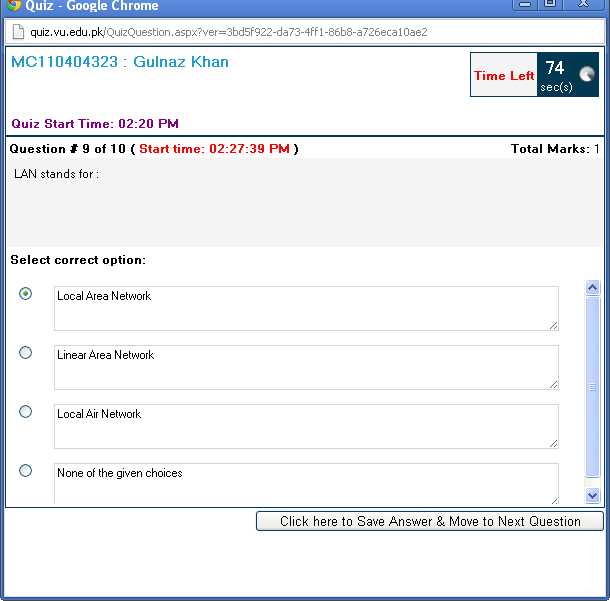 Quiz - Google Chrome
quiz.vu.edu.pk/QuizQuestion.aspx?ver=3bd5f922-da73-4ff1-86b8-a726eca10ae2
MC110404323 : Gulnaz Khan
Time Left 74 sec(s)
Quiz Start Time: 02:20 PM
Question # 9 of 10 ( Start time: 02:27:39 PM ) Total Marks: 1
LAN stands for :
Select correct option:
Local Area Network
Linear Area Network
Local Air Network
None of the given choices
Click here to Save Answer & Move to Next Question